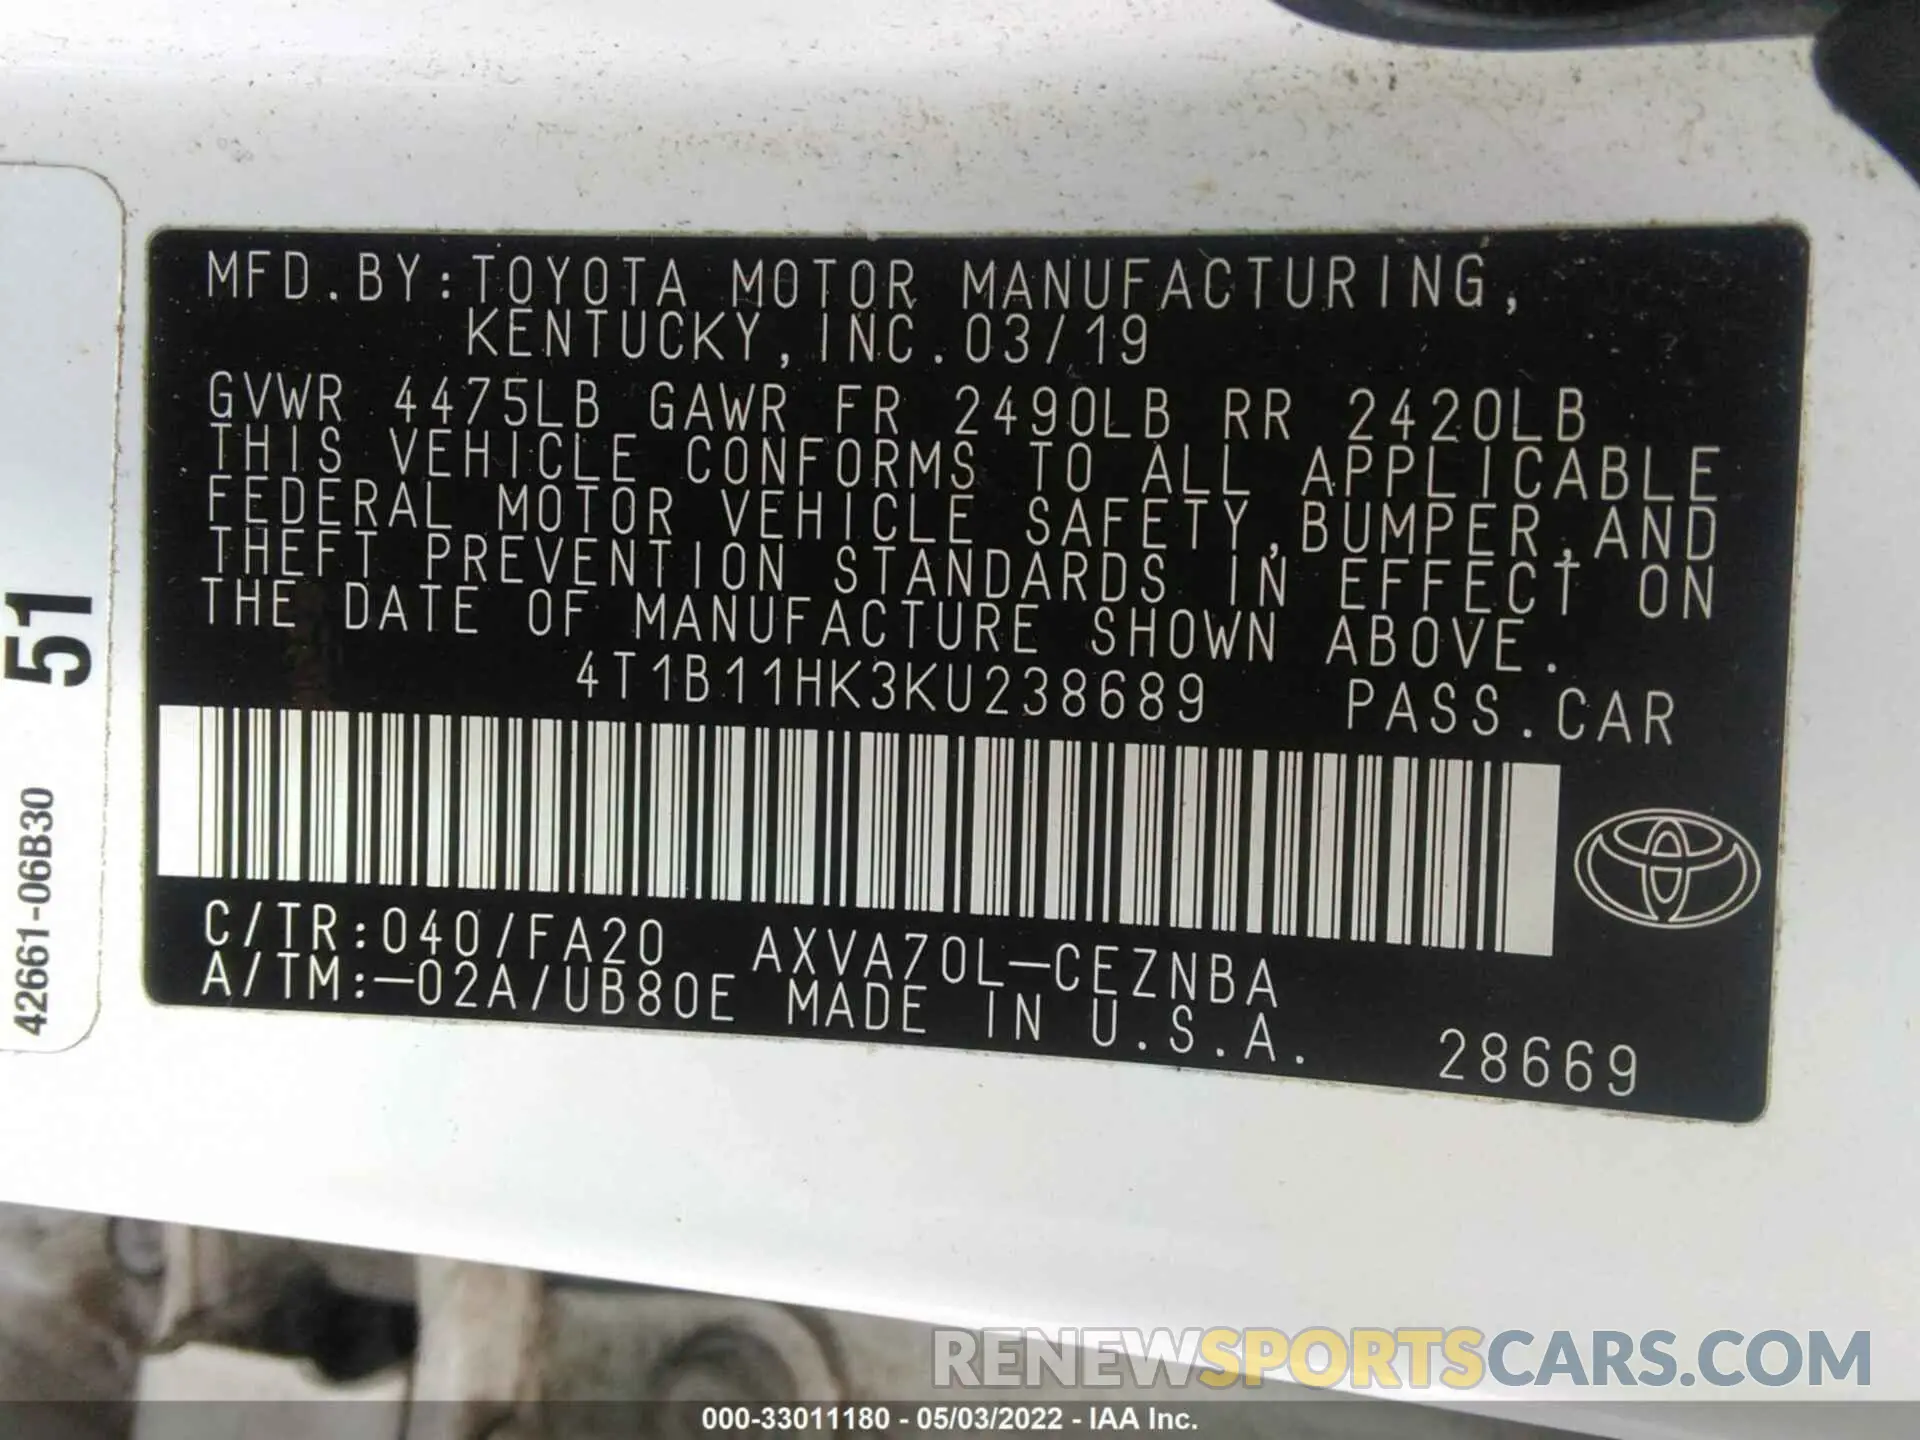 MFD.BY:TOYOTA MOTOR MANUFACTURING,
KENTUCKY,INC.03/19
GVWR 4475LB GAWR FR 2490LB RR 2420LB
THIS VEHICLE CONFORMS TO ALL APPLICABLE
FEDERAL MOTOR VEHICLE SAFETY,BUMPER,AND
THEFT PREVENTION STANDARDS IN EFFECT ON
THE DATE OF MANUFACTURE SHOWN ABOVE.
4T1B11HK3KU238689 PASS.CAR
C/TR:040/FA20 AXVA70L-CEZNBA
A/TM:-02A/UB80E MADE IN U.S.A. 28669
51
42661-06B30
RENEWSPORTSCARS.COM
000-33011180 - 05/03/2022 - IAA Inc.